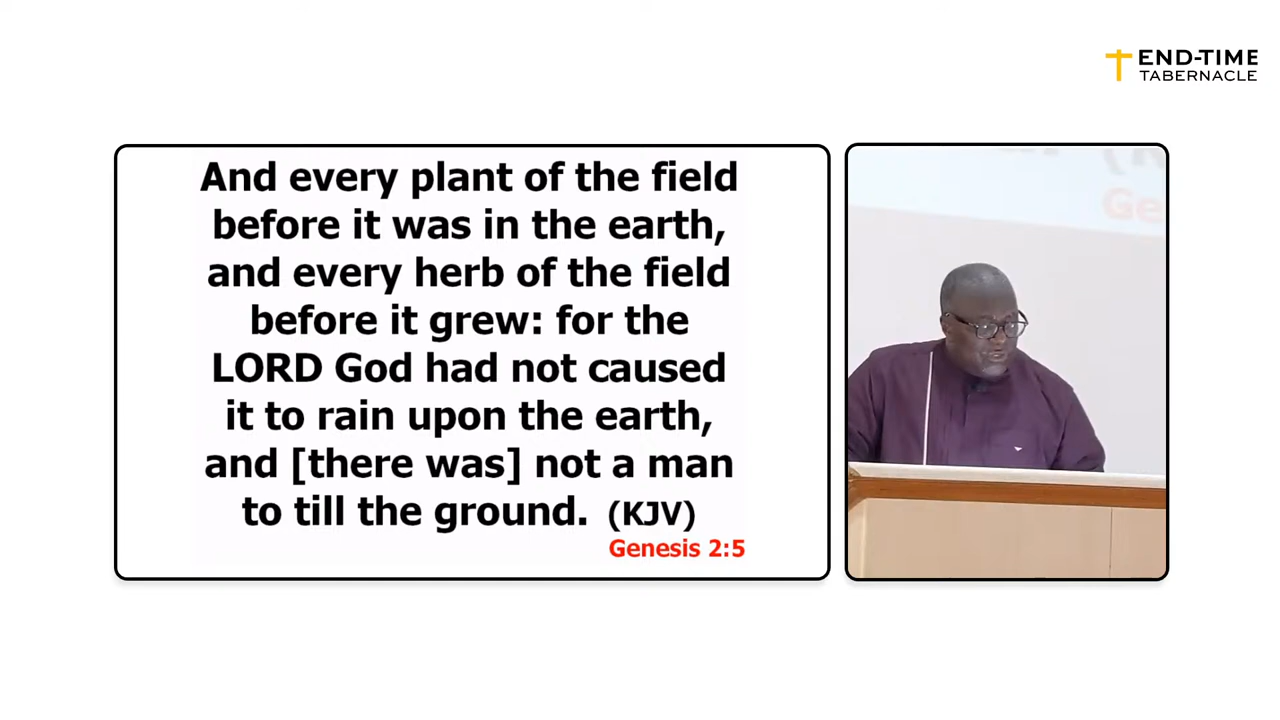 END-TIME
TABERNACLE
And every plant of the field
before it was in the earth,
and every herb of the field
before it grew: for the
LORD God had not caused
it to rain upon the earth,
and [there was] not a man
to till the ground. (KJV)
Genesis 2:5
Ge